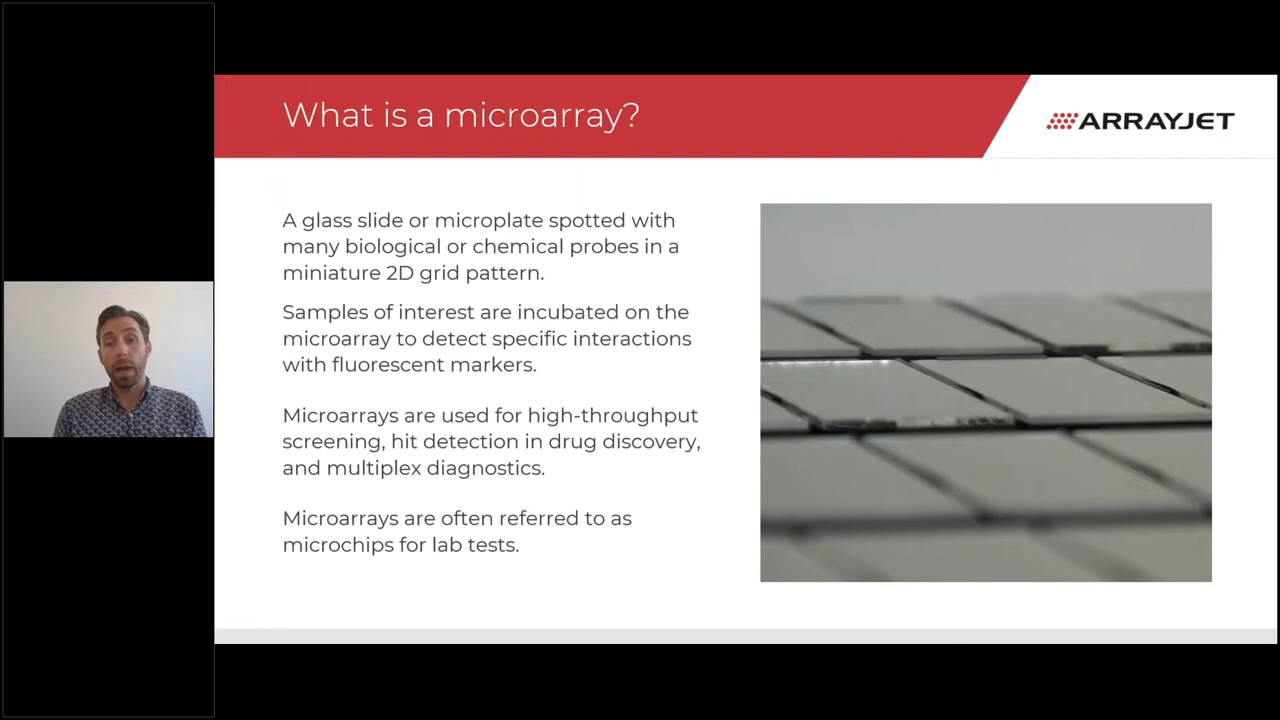 What is a microarray?
ARRAYJET
A glass slide or microplate spotted with
many biological or chemical probes in a
miniature 2D grid pattern.
Samples of interest are incubated on the
microarray to detect specific interactions
with fluorescent markers.
Microarrays are used for high-throughput
screening, hit detection in drug discovery,
and multiplex diagnostics.
Microarrays are often referred to as
microchips for lab tests.